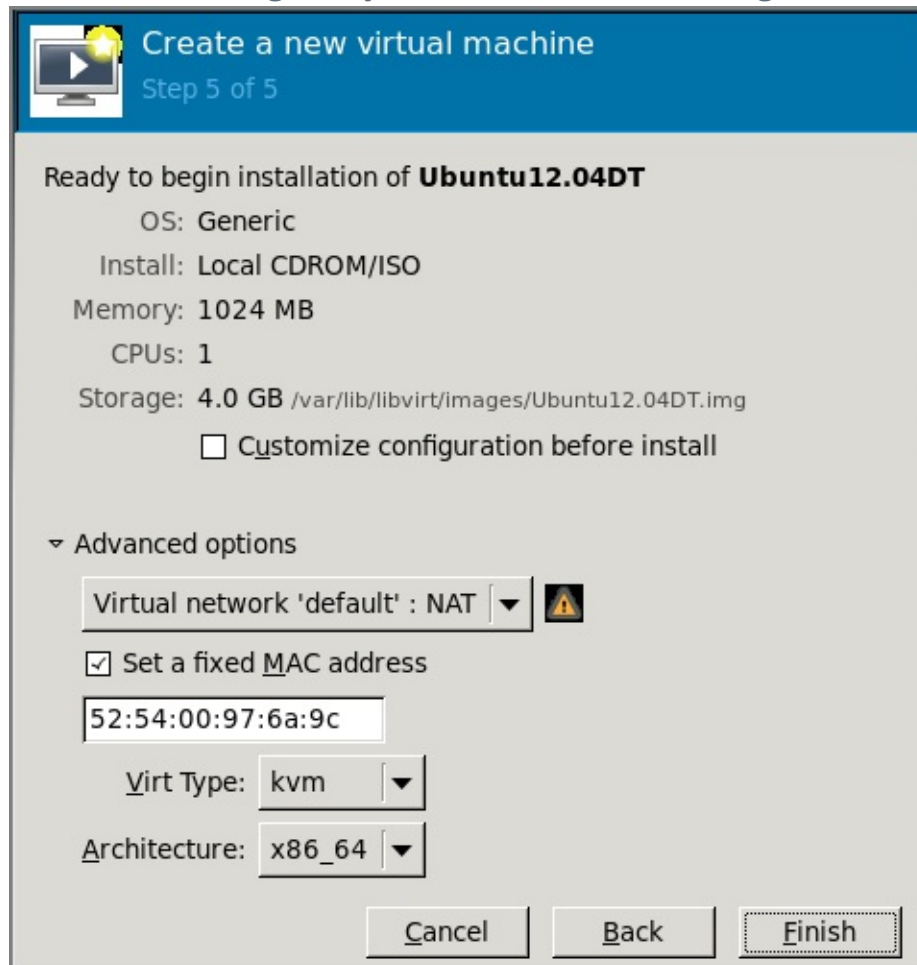 Create a new virtual machine
Step 5 of 5
Ready to begin installation of Ubuntu12.04DT
OS: Generic
Install: Local CDROM/ISO
Memory: 1024 MB
CPUs: 1
Storage: 4.0 GB /var/lib/libvirt/images/Ubuntu12.04DT.img
Customize configuration before install
Advanced options
Virtual network 'default' : NAT
Set a fixed MAC address
52:54:00:97:6a:9c
Virt Type: kvm
Architecture: x86_64
Cancel Back Finish